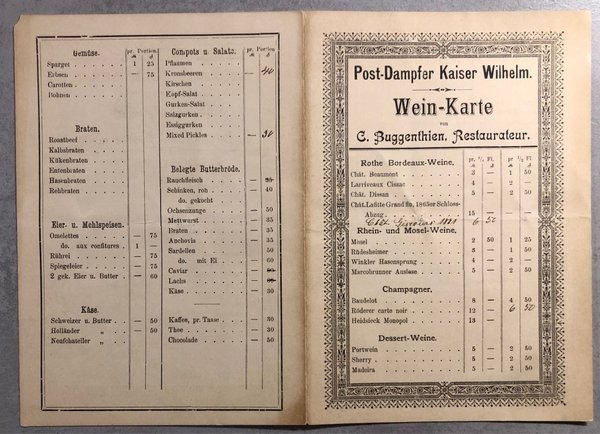 Gemüse. pr. Portion
ℳ ₰
Spargel 1 25
Erbsen — 75
Carotten
Bohnen
Braten.
Roastbeef
Kalbsbraten
Kükenbraten
Entenbraten
Hasenbraten
Rehbraten
Eier- u. Mehlspeisen.
Omelettes — 75
do. aux confitures 1 —
Rührei — 75
Spiegeleier — 75
2 gek. Eier u. Butter — 60
Käse.
Schweizer u. Butter — 50
Holländer „ — 50
Neufchateller „
Compots u. Salate. pr. Portion
ℳ ₰
Pflaumen
Kronsbeeren — 40
Kirschen
Kopf-Salat
Gurken-Salat
Salzgurken
Essiggurken
Mixed Pickles — 30
Belegte Butterbröde.
Rauchfleisch — 35
Schinken, roh — 40
do. gekocht
Ochsenzunge — 50
Mettwurst — 35
Braten — 35
Anchovis — 35
Sardellen — 50
do. mit Ei — 60
Caviar
Lachs
Käse — 30
Kaffee, pr. Tasse — 30
Thee — 30
Chocolade — 50
Post-Dampfer Kaiser Wilhelm.
Wein-Karte
von
C. Buggenthien, Restaurateur.
pr. 1/1 Fl. pr. 1/2 Fl.
Rothe Bordeaux-Weine. ℳ ₰ ℳ ₰
Chât. Beaumont 3 — 1 50
Larriveaux Cissac 4 — 2 —
Chât. Dissan 5 — 2 50
Chât. Lafitte Grand fin, 1865er Schloss-
Abzug 15 — — —
1881 6 50
Rhein- und Mosel-Weine.
Mosel 2 50 1 25
Rüdesheimer 3 — 1 50
Winkler Hasensprung 4 — 2 —
Marcobrunner Auslese 5 — 2 50
Champagner.
Baudelot 8 — 4 50
Röderer carte noir 12 — 6 50
Heidsieck Monopol 13 —
Dessert-Weine.
Portwein 5 — 2 50
Sherry 5 — 2 50
Madeira 5 — 2 50